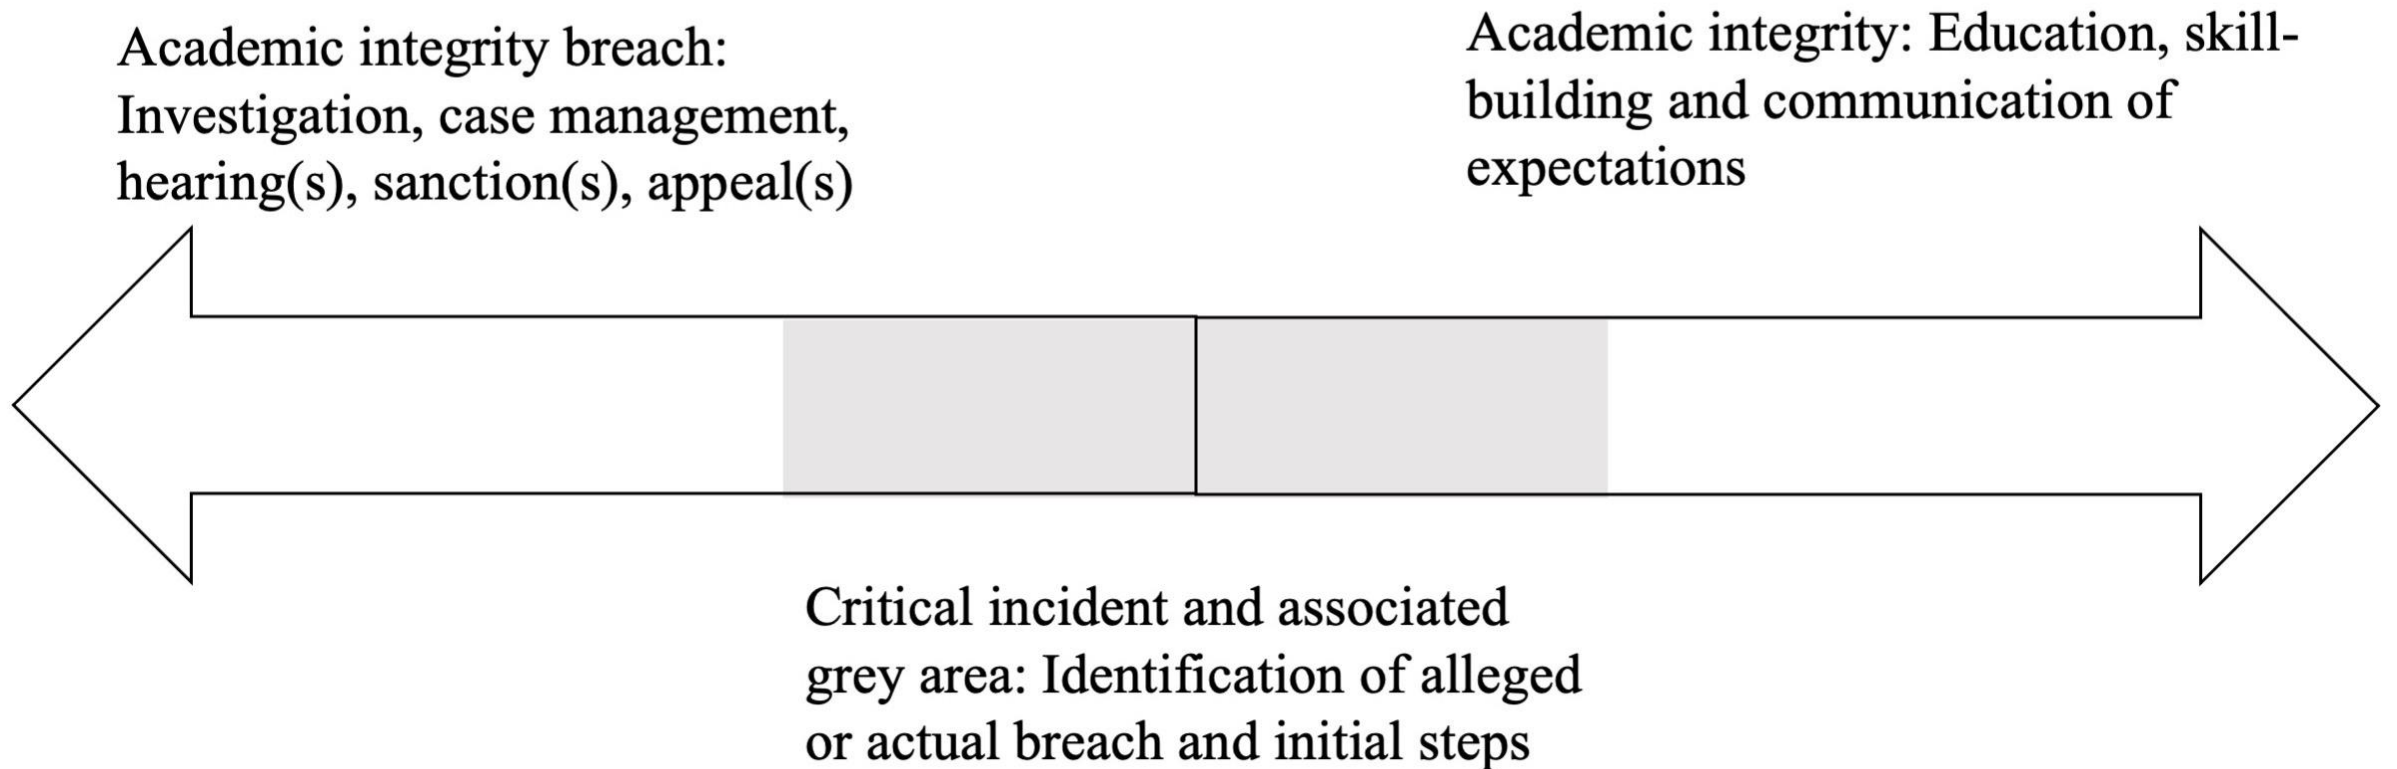 Academic integrity breach:
Investigation, case management,
hearing(s), sanction(s), appeal(s)
Academic integrity: Education, skill-
building and communication of
expectations
Critical incident and associated
grey area: Identification of alleged
or actual breach and initial steps